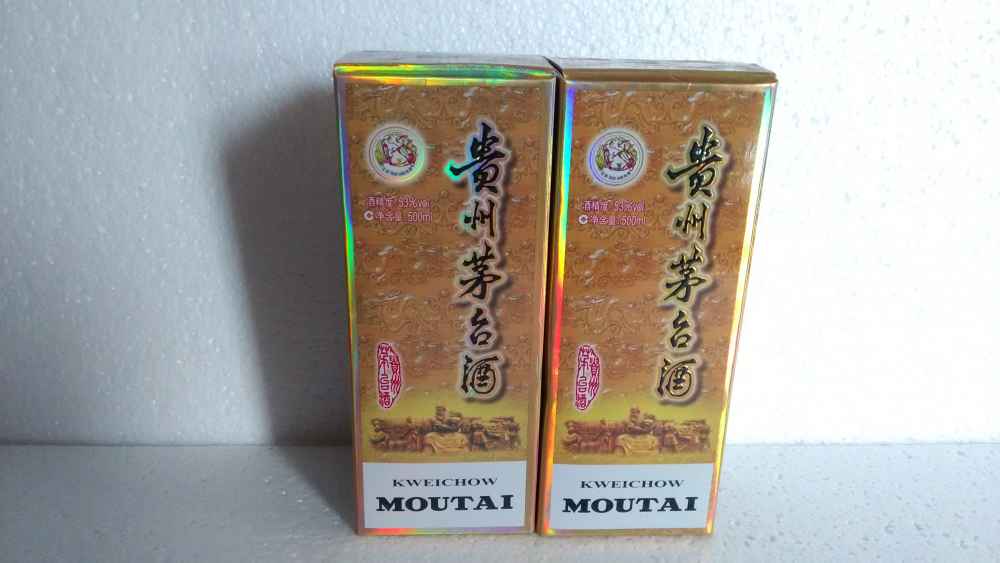 贵州茅台酒
酒精度 53%vol
净含量: 500ml
贵州
茅台酒
KWEICHOW
MOUTAI
贵州茅台酒
酒精度 53%vol
净含量: 500ml
贵州
茅台酒
KWEICHOW
MOUTAI